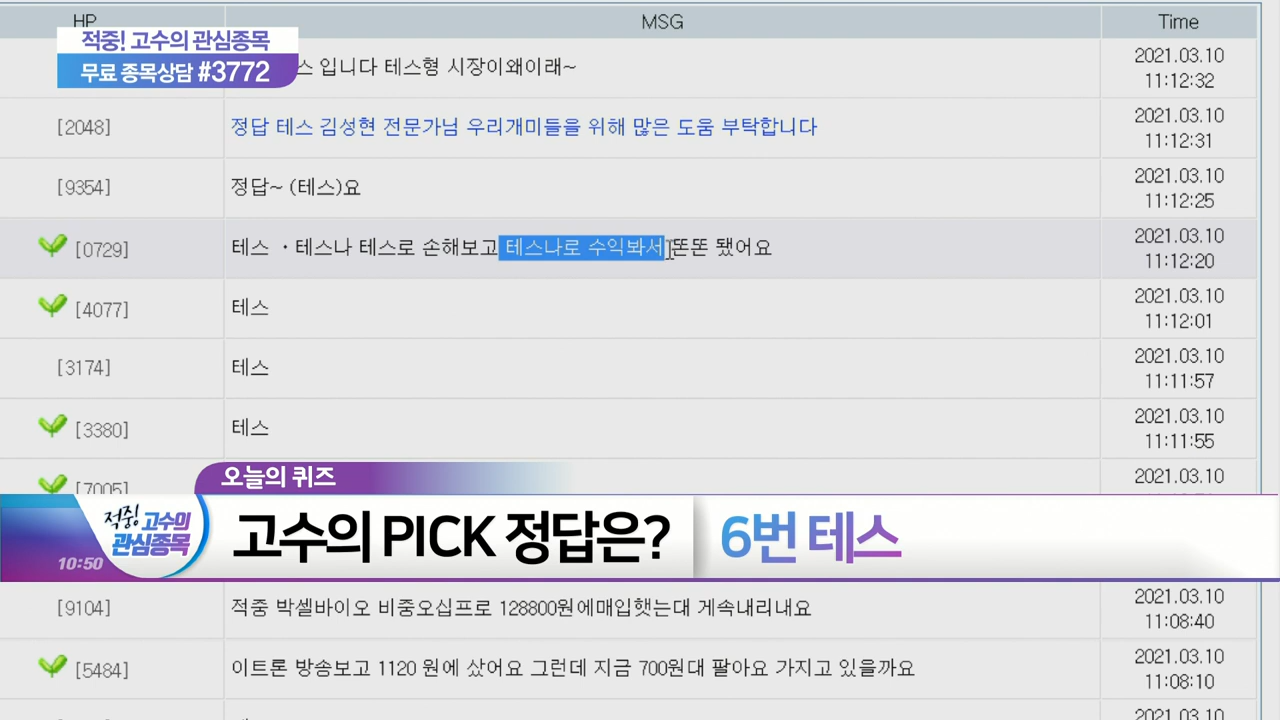 HP MSG Time
적중! 고수의 관심종목
무료 종목상담 #3772
스 입니다 테스형 시장이왜이래~ 2021.03.10
11:12:32
[2048] 정답 테스 김성현 전문가님 우리개미들을 위해 많은 도움 부탁합니다 2021.03.10
11:12:31
[9354] 정답~ (테스)요 2021.03.10
11:12:25
[0729] 테스 ・테스나 테스로 손해보고 테스나로 수익봐서 똔똔 됐어요 2021.03.10
11:12:20
[4077] 테스 2021.03.10
11:12:01
[3174] 테스 2021.03.10
11:11:57
[3380] 테스 2021.03.10
11:11:55
[7005] 2021.03.10
오늘의 퀴즈
적중! 고수의
관심종목
10:50
고수의 PICK 정답은? 6번 테스
[9104] 적중 박셀바이오 비중오십프로 128800원에매입햇는대 게속내리내요 2021.03.10
11:08:40
[5484] 이트론 방송보고 1120 원에 샀어요 그런데 지금 700원대 팔아요 가지고 있을까요 2021.03.10
11:08:10
2021.03.10